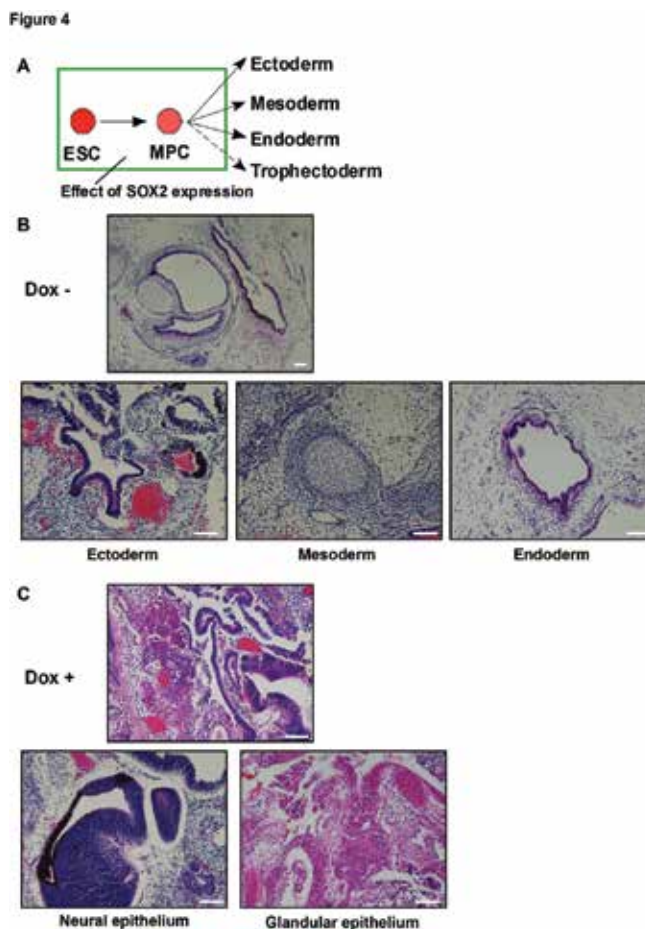 Figure 4
A
Ectoderm
Mesoderm
Endoderm
Trophectoderm
ESC
MPC
Effect of SOX2 expression
B
Dox -
Ectoderm
Mesoderm
Endoderm
C
Dox +
Neural epithelium
Glandular epithelium